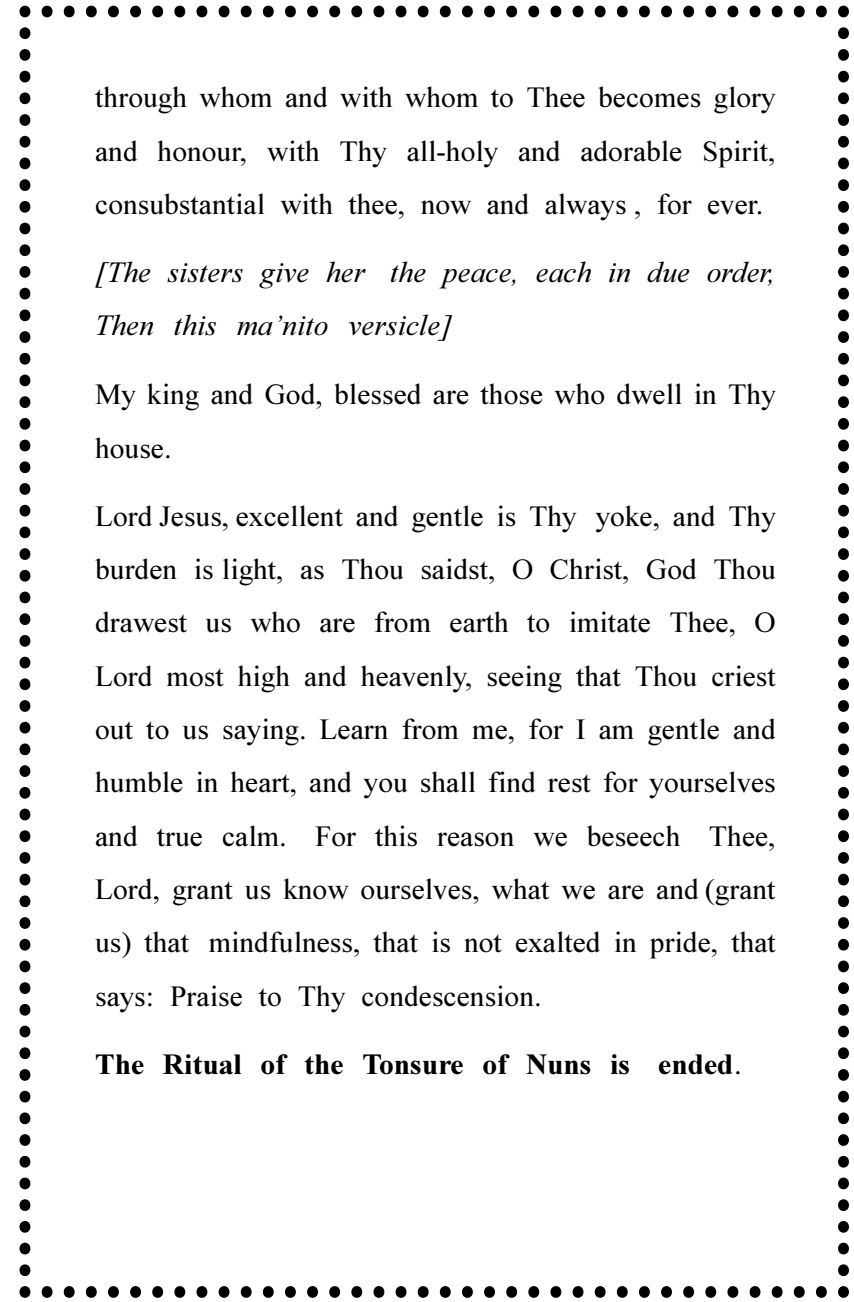 through whom and with whom to Thee becomes glory
and honour, with Thy all-holy and adorable Spirit,
consubstantial with thee, now and always , for ever.
[The sisters give her the peace, each in due order,
Then this ma’nito versicle]
My king and God, blessed are those who dwell in Thy
house.
Lord Jesus, excellent and gentle is Thy yoke, and Thy
burden is light, as Thou saidst, O Christ, God Thou
drawest us who are from earth to imitate Thee, O
Lord most high and heavenly, seeing that Thou criest
out to us saying. Learn from me, for I am gentle and
humble in heart, and you shall find rest for yourselves
and true calm. For this reason we beseech Thee,
Lord, grant us know ourselves, what we are and (grant
us) that mindfulness, that is not exalted in pride, that
says: Praise to Thy condescension.
The Ritual of the Tonsure of Nuns is ended.